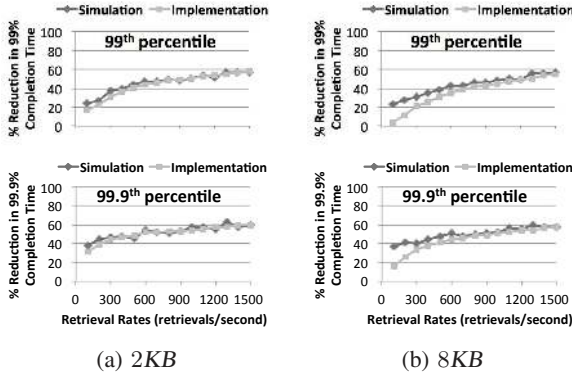 Simulation Implementation
% Reduction in 99% Completion Time
100
80
60
40
20
0
99th percentile
Simulation Implementation
% Reduction in 99% Completion Time
100
80
60
40
20
0
99th percentile
Simulation Implementation
% Reduction in 99.9% Completion Time
100
80
60
40
20
0
99.9th percentile
0 300 600 900 1200 1500
Retrieval Rates (retrievals/second)
Simulation Implementation
% Reduction in 99.9% Completion Time
100
80
60
40
20
0
99.9th percentile
0 300 600 900 1200 1500
Retrieval Rates (retrievals/second)
(a) 2KB
(b) 8KB